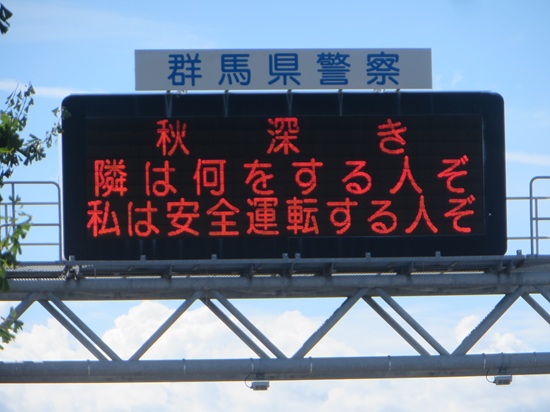 群馬県警察
秋深き
隣は何をする人ぞ
私は安全運転する人ぞ